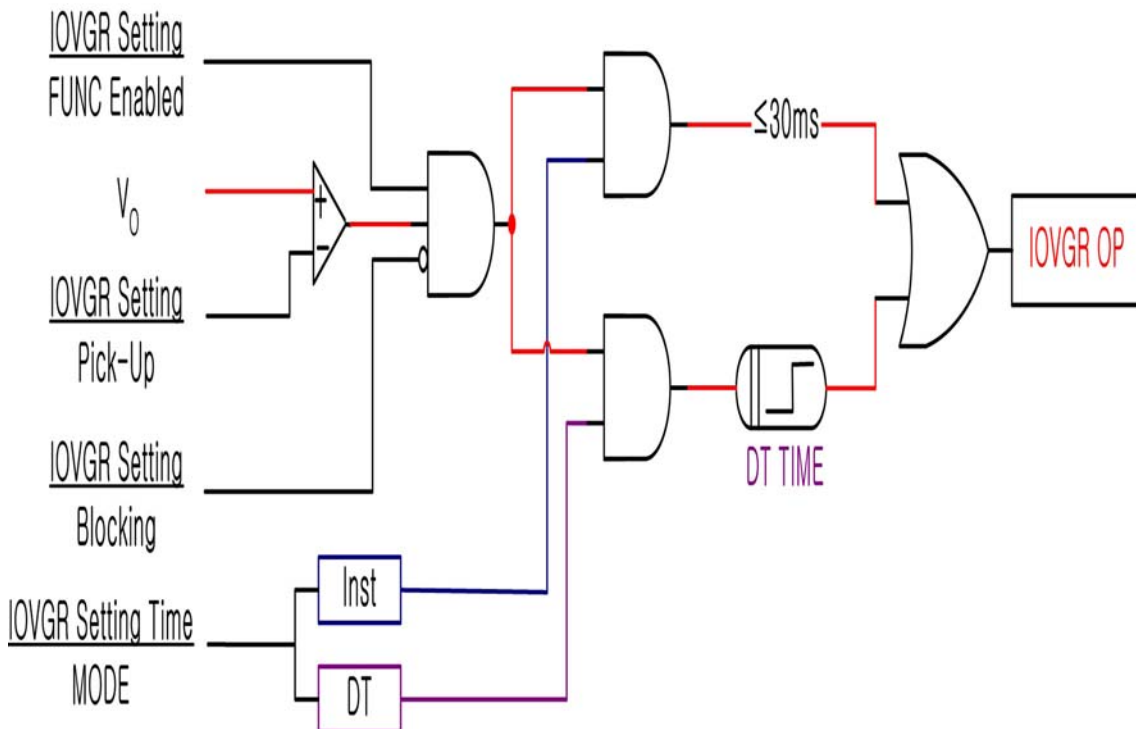 IOVGR Setting
FUNC Enabled
VO
IOVGR Setting
Pick-Up
IOVGR Setting
Blocking
IOVGR Setting Time
MODE
+
-
Inst
DT
≤30ms
DT TIME
IOVGR OP